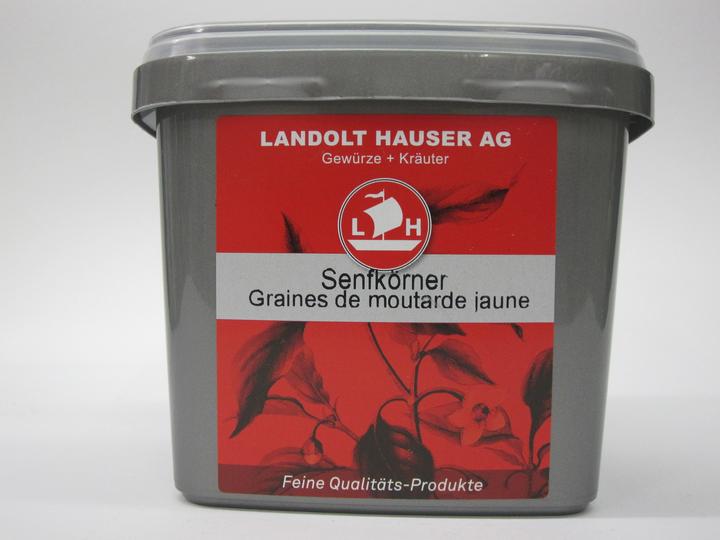 LANDOLT HAUSER AG
Gewürze + Kräuter
L H
Senfkörner
Graines de moutarde jaune
Feine Qualitäts-Produkte